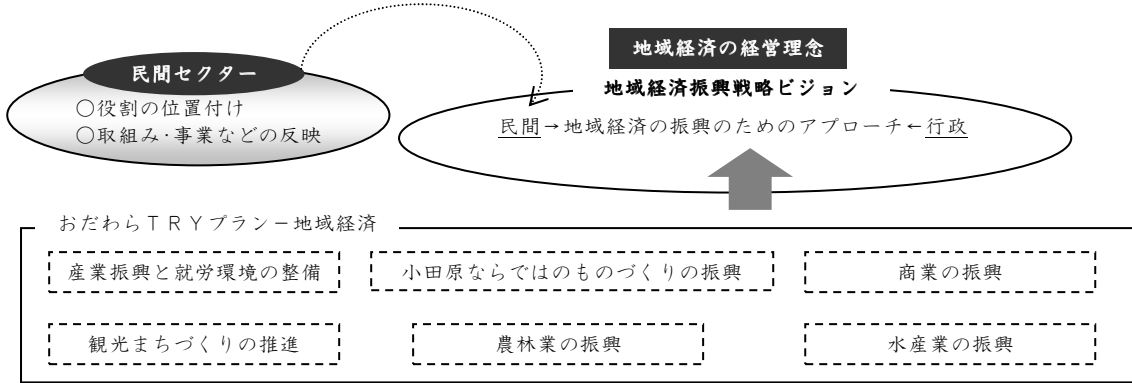 民間セクター
○役割の位置付け
○取組み・事業などの反映
地域経済の経営理念
地域経済振興戦略ビジョン
民間→地域経済の振興のためのアプローチ←行政
おだわらTRYプラン－地域経済
産業振興と就労環境の整備
小田原ならではのものづくりの振興
商業の振興
観光まちづくりの推進
農林業の振興
水産業の振興